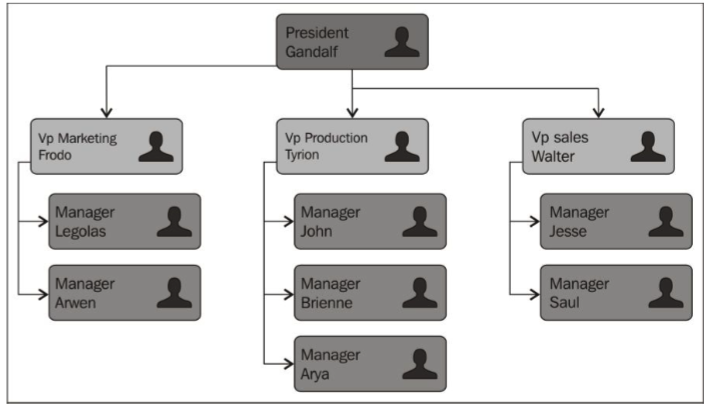 President
Gandalf
Vp Marketing
Frodo
Vp Production
Tyrion
Vp sales
Walter
Manager
Legolas
Manager
John
Manager
Jesse
Manager
Arwen
Manager
Brienne
Manager
Saul
Manager
Arya